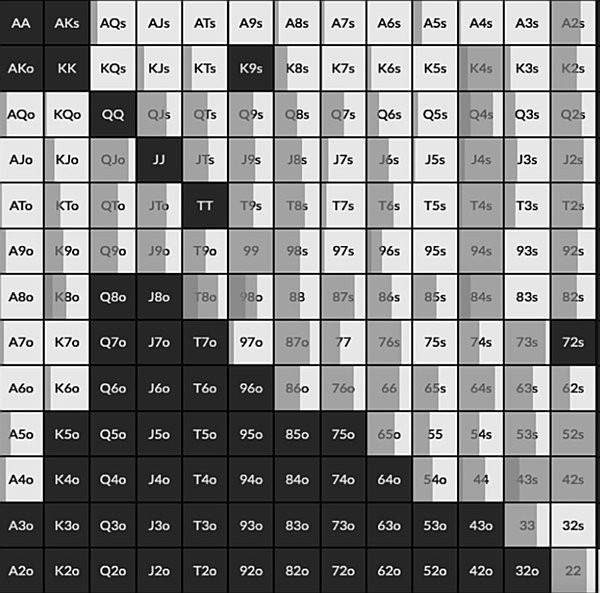 AA AKs AQs AJs ATs A9s A8s A7s A6s A5s A4s A3s A2s
AKo KK KQs KJs KTs K9s K8s K7s K6s K5s K4s K3s K2s
AQo KQo QQ QJs QTs Q9s Q8s Q7s Q6s Q5s Q4s Q3s Q2s
AJo KJo QJo JJ JTs J9s J8s J7s J6s J5s J4s J3s J2s
ATo KTo QTo JTo TT T9s T8s T7s T6s T5s T4s T3s T2s
A9o K9o Q9o J9o T9o 99 98s 97s 96s 95s 94s 93s 92s
A8o K8o Q8o J8o T8o 98o 88 87s 86s 85s 84s 83s 82s
A7o K7o Q7o J7o T7o 97o 87o 77 76s 75s 74s 73s 72s
A6o K6o Q6o J6o T6o 96o 86o 76o 66 65s 64s 63s 62s
A5o K5o Q5o J5o T5o 95o 85o 75o 65o 55 54s 53s 52s
A4o K4o Q4o J4o T4o 94o 84o 74o 64o 54o 44 43s 42s
A3o K3o Q3o J3o T3o 93o 83o 73o 63o 53o 43o 33 32s
A2o K2o Q2o J2o T2o 92o 82o 72o 62o 52o 42o 32o 22